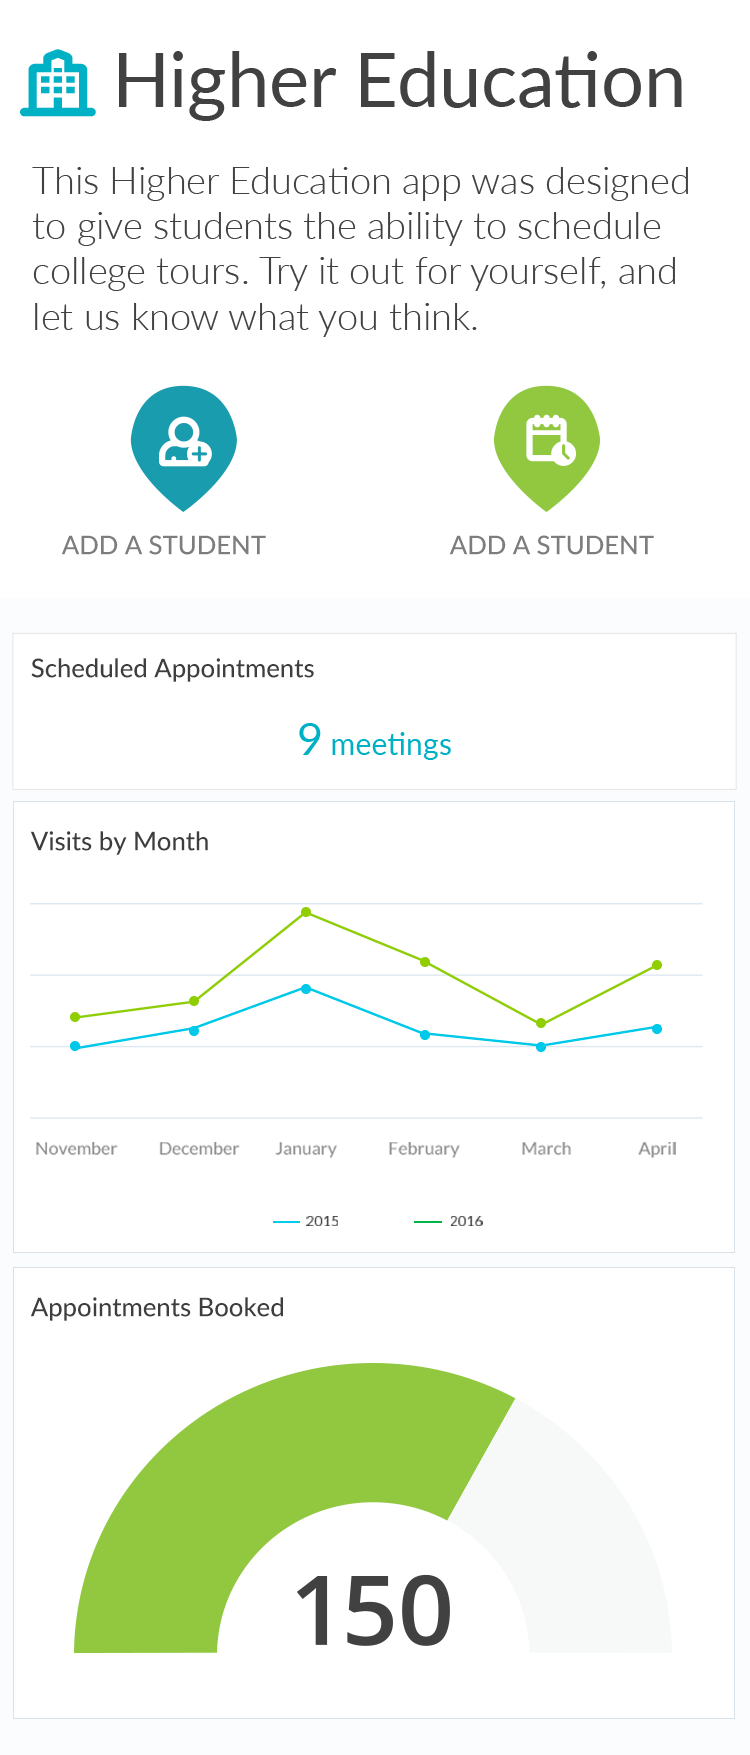 Higher Education
This Higher Education app was designed
to give students the ability to schedule
college tours. Try it out for yourself, and
let us know what you think.
ADD A STUDENT
ADD A STUDENT
Scheduled Appointments
9 meetings
Visits by Month
November December January February March April
2015 2016
Appointments Booked
150